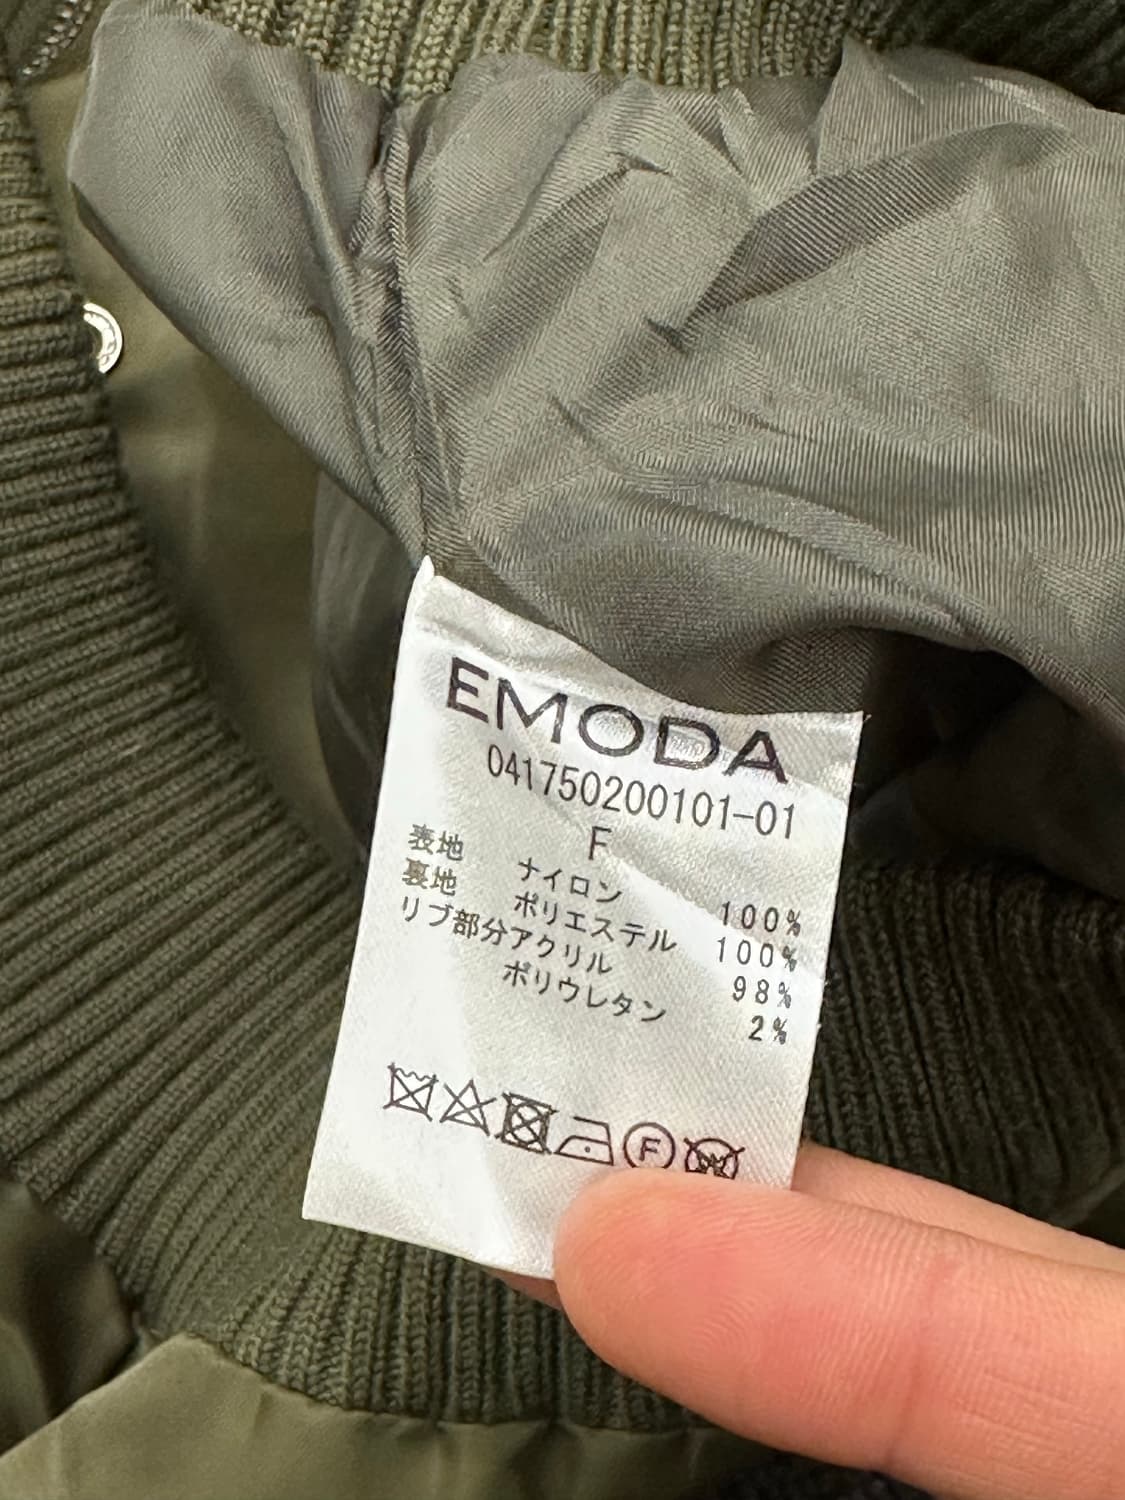 EMODA
041750200101-01
F
表地 ナイロン 100%
裏地 ポリエステル 100%
リブ部分 アクリル 98%
ポリウレタン 2%
F W